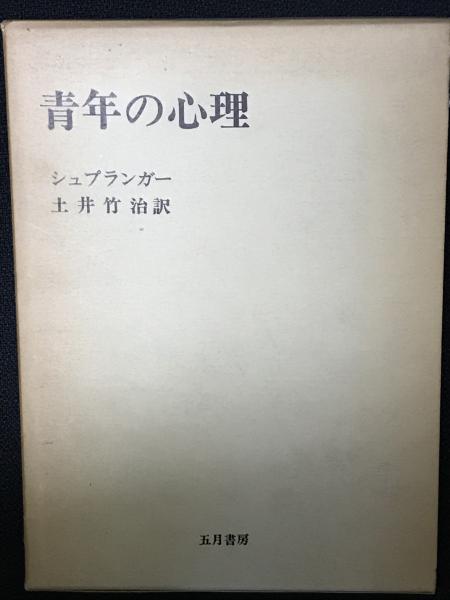 青年の心理
シュプランガー
土井竹治訳
五月書房